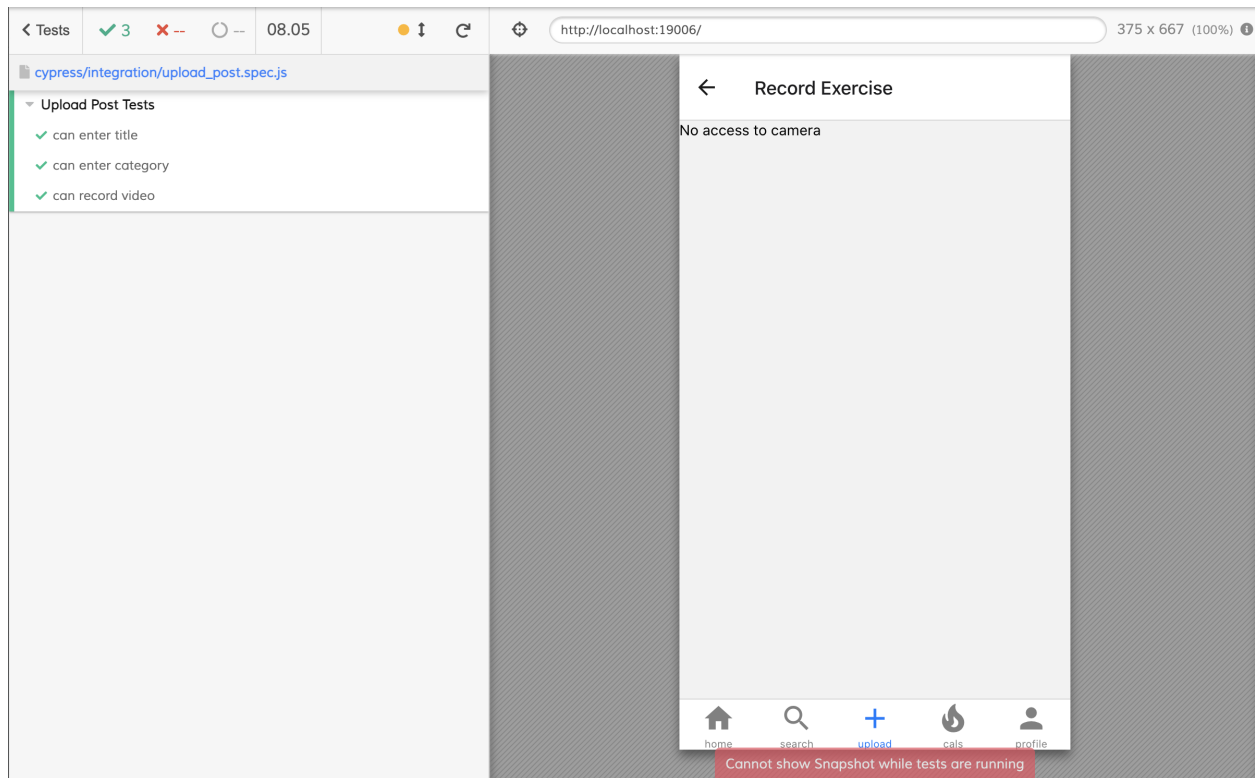 Tests 3 -- -- 08.05
http://localhost:19006/ 375 x 667 (100%)
cypress/integration/upload_post.spec.js
Upload Post Tests
can enter title
can enter category
can record video
Record Exercise
No access to camera
home search upload cals profile
Cannot show Snapshot while tests are running